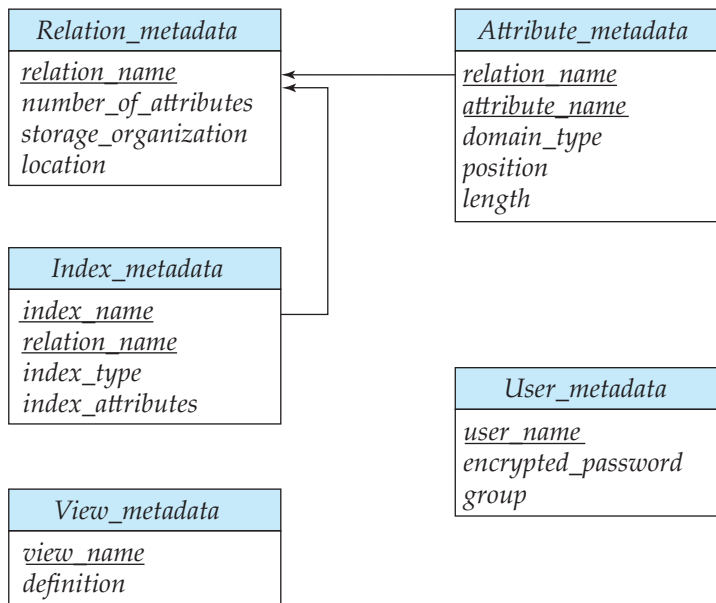 Relation_metadata
relation_name
number_of_attributes
storage_organization
location
Attribute_metadata
relation_name
attribute_name
domain_type
position
length
Index_metadata
index_name
relation_name
index_type
index_attributes
User_metadata
user_name
encrypted_password
group
View_metadata
view_name
definition